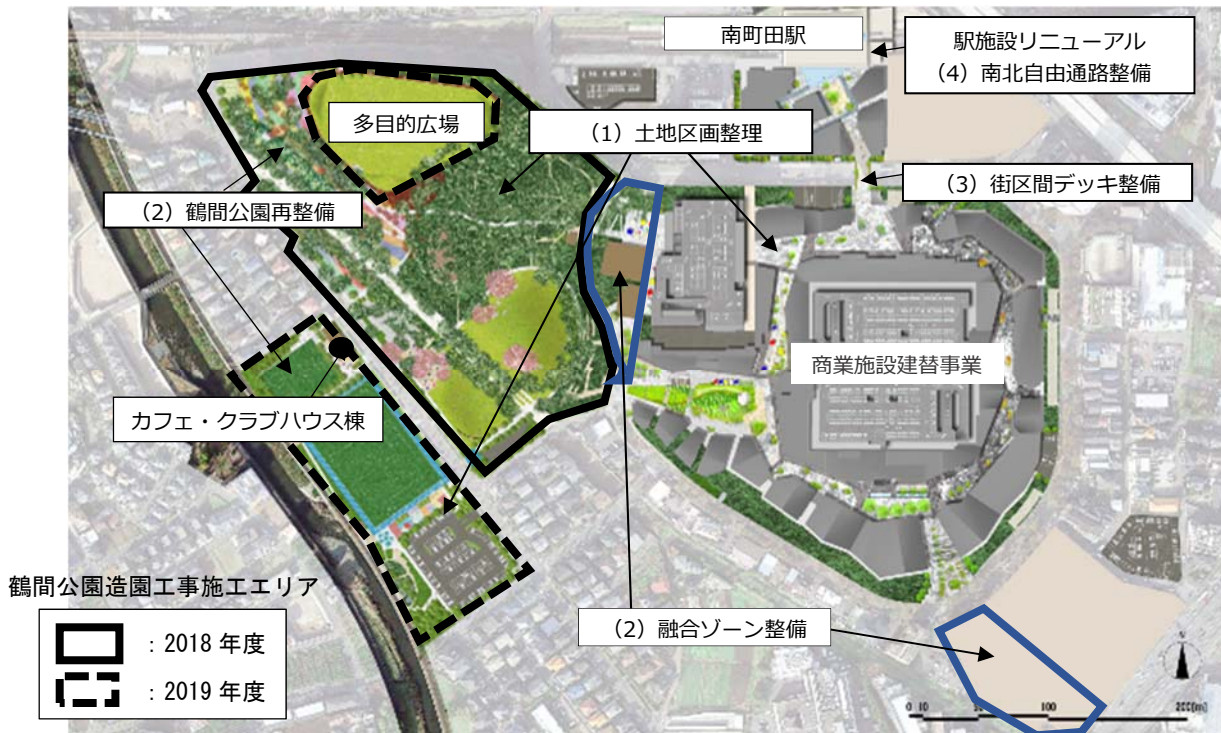 南町田駅
駅施設リニューアル
（4）南北自由通路整備
多目的広場
（1）土地区画整理
（3）街区間デッキ整備
（2）鶴間公園再整備
商業施設建替事業
カフェ・クラブハウス棟
鶴間公園造園工事施工エリア
：2018 年度
：2019 年度
（2）融合ゾーン整備
N
0 10 50 100 200(m)